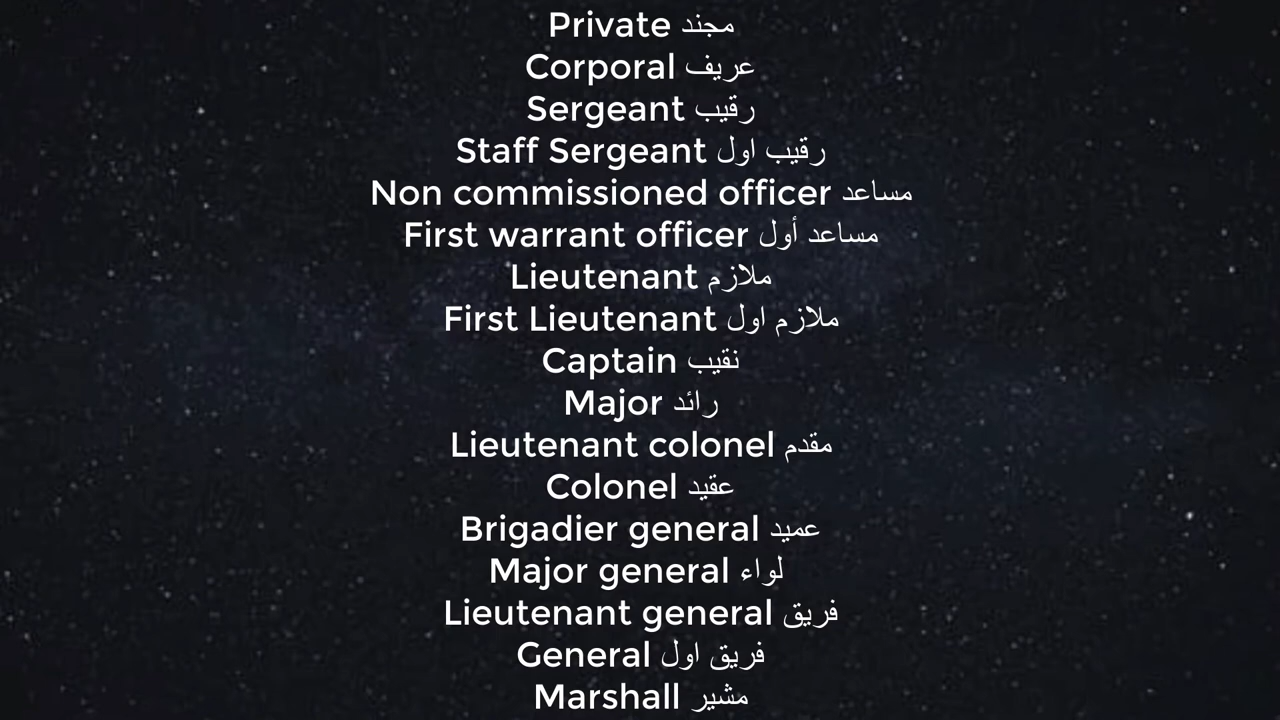 Private مجند
Corporal عريف
Sergeant رقيب
Staff Sergeant رقيب اول
Non commissioned officer مساعد
First warrant officer مساعد أول
Lieutenant ملازم
First Lieutenant ملازم اول
Captain نقيب
Major رائد
Lieutenant colonel مقدم
Colonel عقيد
Brigadier general عميد
Major general لواء
Lieutenant general فريق
General فريق اول
Marshall مشير